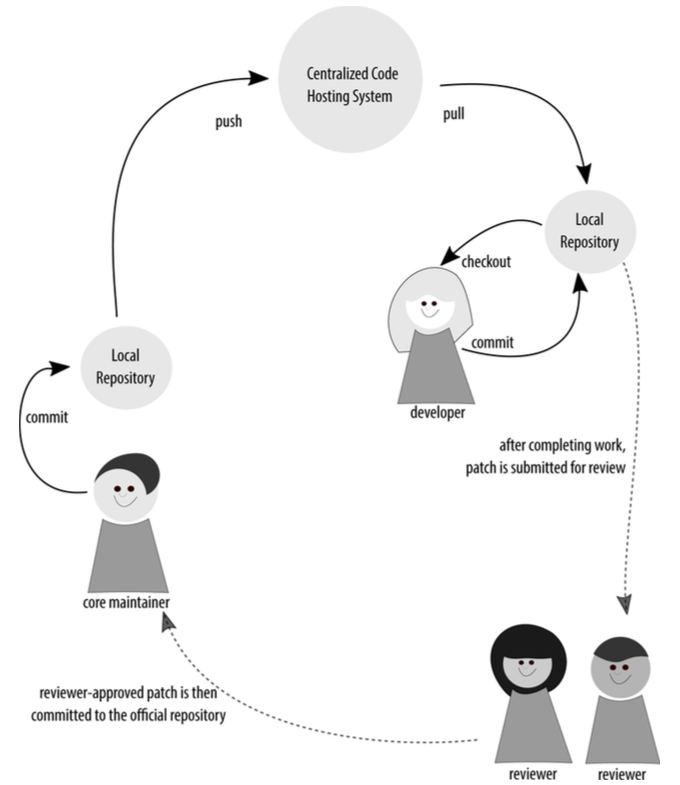 Centralized Code
Hosting System
push
pull
Local
Repository
checkout
commit
developer
Local
Repository
commit
after completing work,
patch is submitted for review
core maintainer
reviewer-approved patch is then
committed to the official repository
reviewer
reviewer